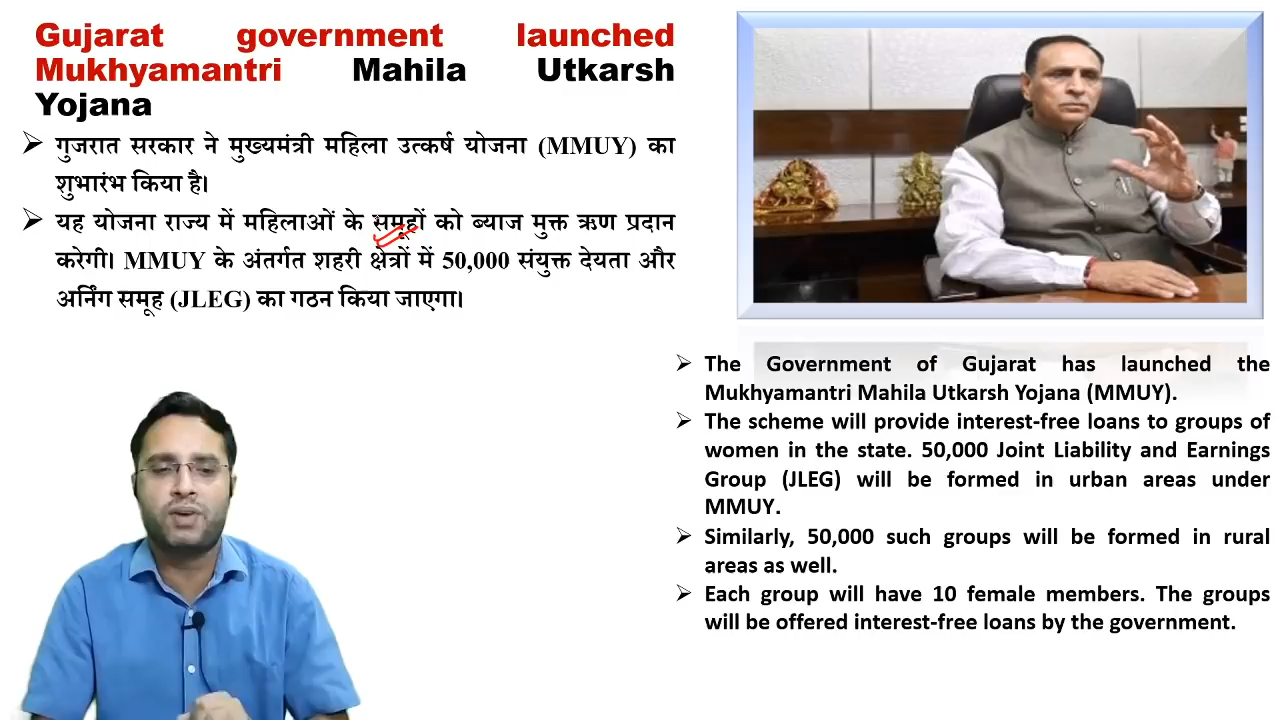 Gujarat government launched
Mukhyamantri Mahila Utkarsh
Yojana
➢ गुजरात सरकार ने मुख्यमंत्री महिला उत्कर्ष योजना (MMUY) का
शुभारंभ किया है।
➢ यह योजना राज्य में महिलाओं के समूहों को ब्याज मुक्त ऋण प्रदान
करेगी। MMUY के अंतर्गत शहरी क्षेत्रों में 50,000 संयुक्त देयता और
अर्निंग समूह (JLEG) का गठन किया जाएगा।
➢ The Government of Gujarat has launched the
Mukhyamantri Mahila Utkarsh Yojana (MMUY).
➢ The scheme will provide interest-free loans to groups of
women in the state. 50,000 Joint Liability and Earnings
Group (JLEG) will be formed in urban areas under
MMUY.
➢ Similarly, 50,000 such groups will be formed in rural
areas as well.
➢ Each group will have 10 female members. The groups
will be offered interest-free loans by the government.